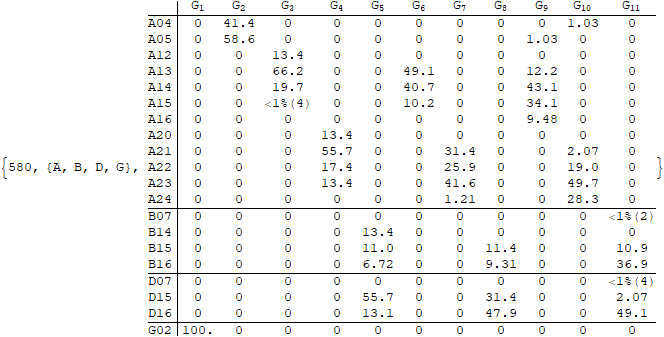 G1 G2 G3 G4 G5 G6 G7 G8 G9 G10 G11
A04 0 41.4 0 0 0 0 0 0 0 1.03 0
A05 0 58.6 0 0 0 0 0 0 1.03 0 0
A12 0 0 13.4 0 0 0 0 0 0 0 0
A13 0 0 66.2 0 0 49.1 0 0 12.2 0 0
A14 0 0 19.7 0 0 40.7 0 0 43.1 0 0
A15 0 0 <1%(4) 0 0 10.2 0 0 34.1 0 0
A16 0 0 0 0 0 0 0 0 9.48 0 0
A20 0 0 0 13.4 0 0 0 0 0 0 0
A21 0 0 0 55.7 0 0 31.4 0 0 2.07 0
{580, {A, B, D, G}, A22 0 0 0 17.4 0 0 25.9 0 0 19.0 0 }
A23 0 0 0 13.4 0 0 41.6 0 0 49.7 0
A24 0 0 0 0 0 0 1.21 0 0 28.3 0
B07 0 0 0 0 0 0 0 0 0 0 <1%(2)
B14 0 0 0 0 13.4 0 0 0 0 0 0
B15 0 0 0 0 11.0 0 0 11.4 0 0 10.9
B16 0 0 0 0 6.72 0 0 9.31 0 0 36.9
D07 0 0 0 0 0 0 0 0 0 0 <1%(4)
D15 0 0 0 0 55.7 0 0 31.4 0 0 2.07
D16 0 0 0 0 13.1 0 0 47.9 0 0 49.1
G02 100. 0 0 0 0 0 0 0 0 0 0